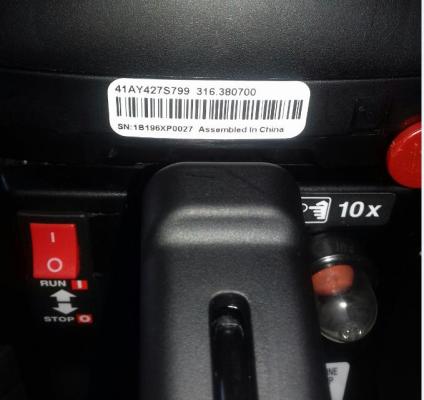 41AY427S799 316.380700
SN:1B196XP0027 Assembled in China
10x
I
O
RUN I
STOP O